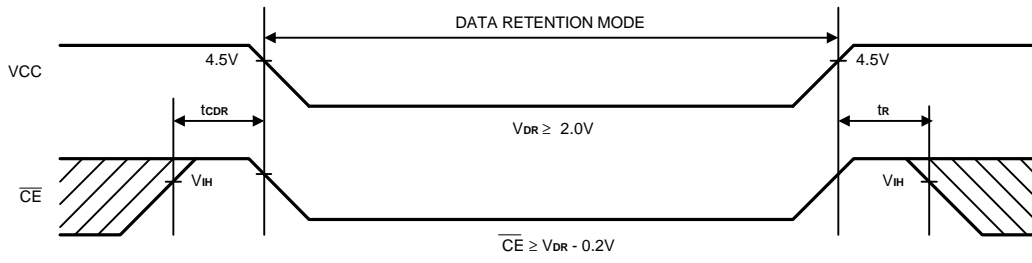 DATA RETENTION MODE
4.5V
4.5V
VCC
tCDR
tR
VDR ≥ 2.0V
VIH
VIH
CE
CE ≥ VDR - 0.2V